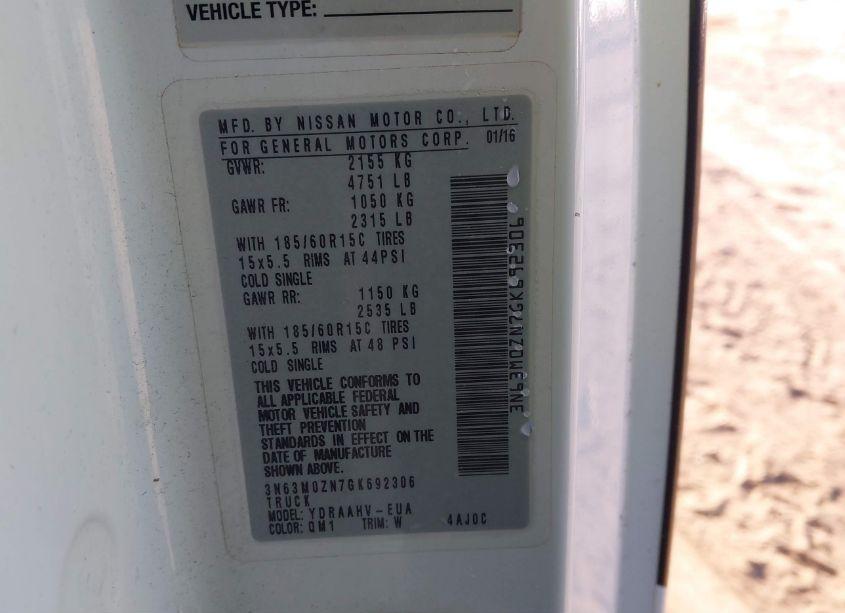 VEHICLE TYPE:
MFD. BY NISSAN MOTOR CO., LTD.
FOR GENERAL MOTORS CORP. 01/16
GVWR: 2155 KG
4751 LB
GAWR FR: 1050 KG
2315 LB
WITH 185/60R15C TIRES
15x5.5 RIMS AT 44PSI
COLD SINGLE
GAWR RR: 1150 KG
2535 LB
WITH 185/60R15C TIRES
15x5.5 RIMS AT 48 PSI
COLD SINGLE
THIS VEHICLE CONFORMS TO
ALL APPLICABLE FEDERAL
MOTOR VEHICLE SAFETY AND
THEFT PREVENTION
STANDARDS IN EFFECT ON THE
DATE OF MANUFACTURE
SHOWN ABOVE.
3N63M0ZN7GK692306
TRUCK
MODEL: YDRAAHV-EUA
COLOR: QM1 TRIM: W 4AJ0C
3N63M0ZN7GK692306